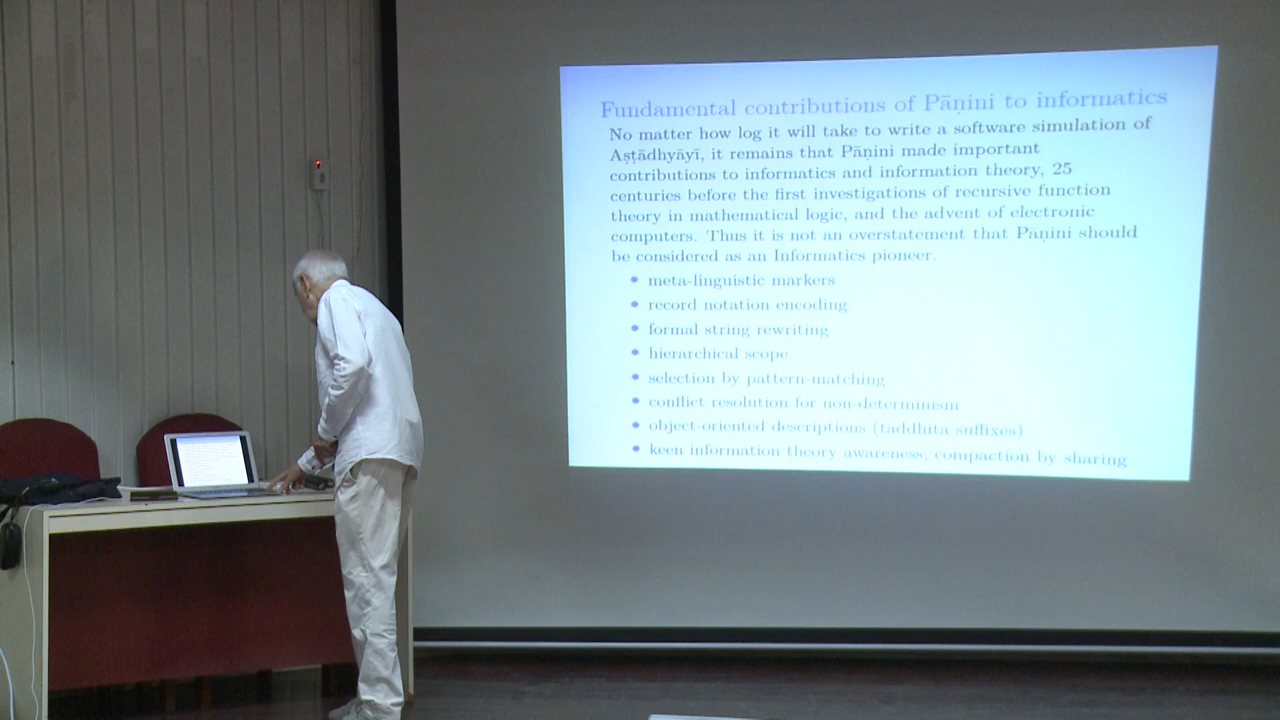 Fundamental contributions of Pāṇini to informatics
No matter how log it will take to write a software simulation of
Aṣṭādhyāyī, it remains that Pāṇini made important
contributions to informatics and information theory, 25
centuries before the first investigations of recursive function
theory in mathematical logic, and the advent of electronic
computers. Thus it is not an overstatement that Paṇini should
be considered as an Informatics pioneer.
• meta-linguistic markers
• record notation encoding
• formal string rewriting
• hierarchical scope
• selection by pattern-matching
• conflict resolution for non-determinism
• object-oriented descriptions (taddhita suffixes)
• keen information theory awareness, compaction by sharing